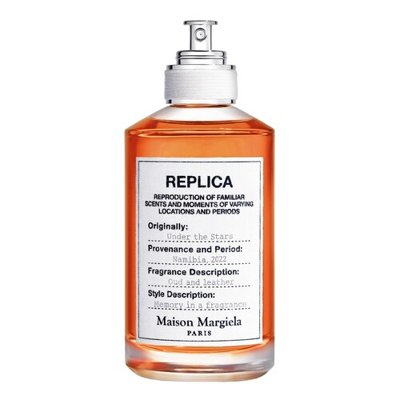 REPLICA
REPRODUCTION OF FAMILIAR
SCENTS AND MOMENTS OF VARYING
LOCATIONS AND PERIODS
Originally:
Under the Stars
Provenance and Period:
Namibia, 2022
Fragrance Description:
Oud and leather
Style Description:
Memory in a fragrance
Maison Margiela
PARIS